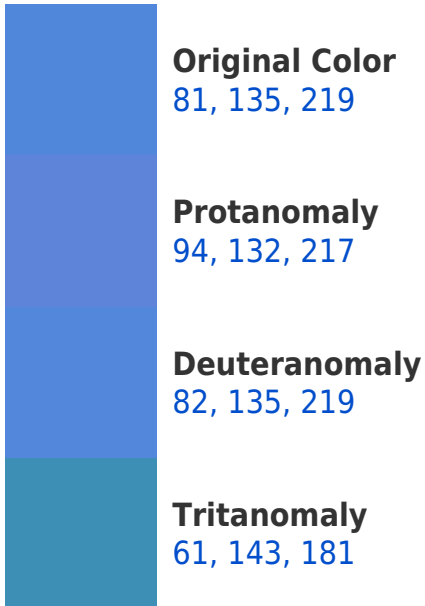 Original Color
81, 135, 219
Protanomaly
94, 132, 217
Deuteranomaly
82, 135, 219
Tritanomaly
61, 143, 181